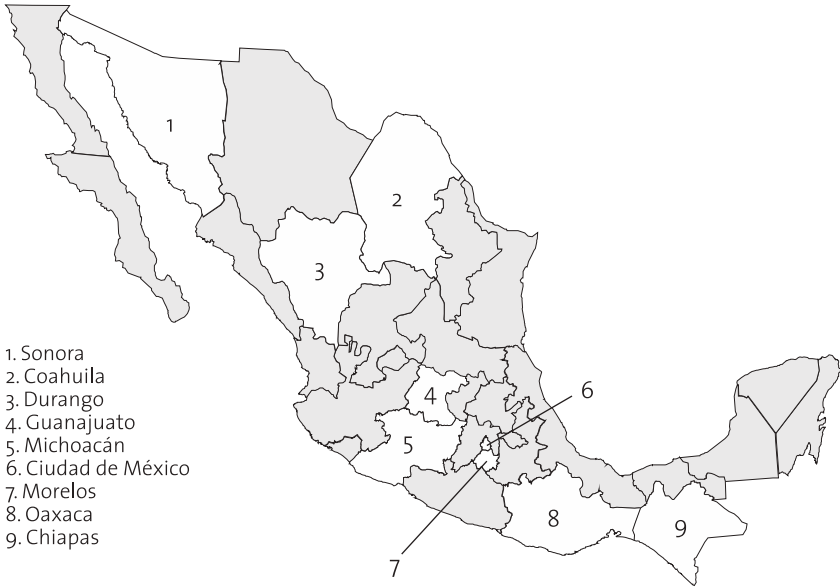 1
2
3
4
5
6
7
8
9
1. Sonora
2. Coahuila
3. Durango
4. Guanajuato
5. Michoacán
6. Ciudad de México
7. Morelos
8. Oaxaca
9. Chiapas